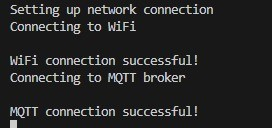 Setting up network connection
Connecting to WiFi
WiFi connection successful!
Connecting to MQTT broker
MQTT connection successful!